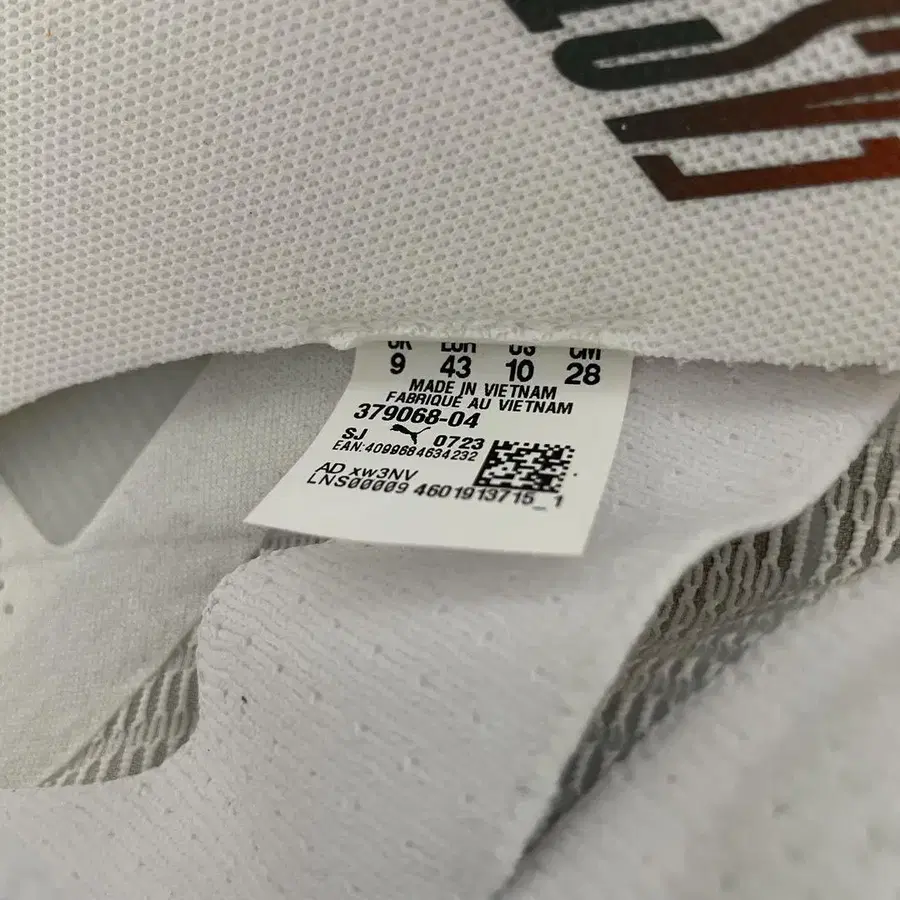 UK EUR US CM
9 43 10 28
MADE IN VIETNAM
FABRIQUÉ AU VIETNAM
379068-04
SJ 0723
EAN:4099684634232
AD xw3NV
LNS00009 4601913715_1